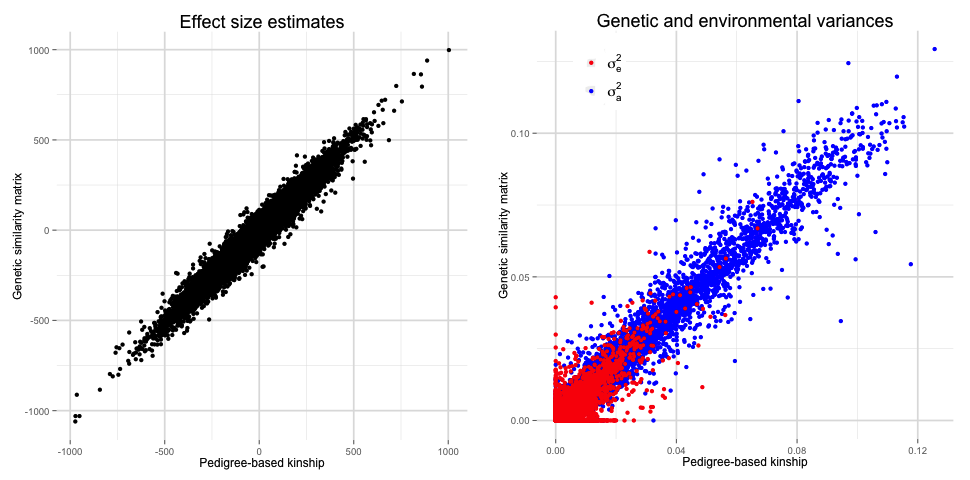 Effect size estimates
Genetic similarity matrix
1000
500
0
-500
-1000
-1000
-500
0
500
1000
Pedigree-based kinship
Genetic and environmental variances
σ²e
σ²a
Genetic similarity matrix
0.10
0.05
0.00
0.00
0.04
0.08
0.12
Pedigree-based kinship